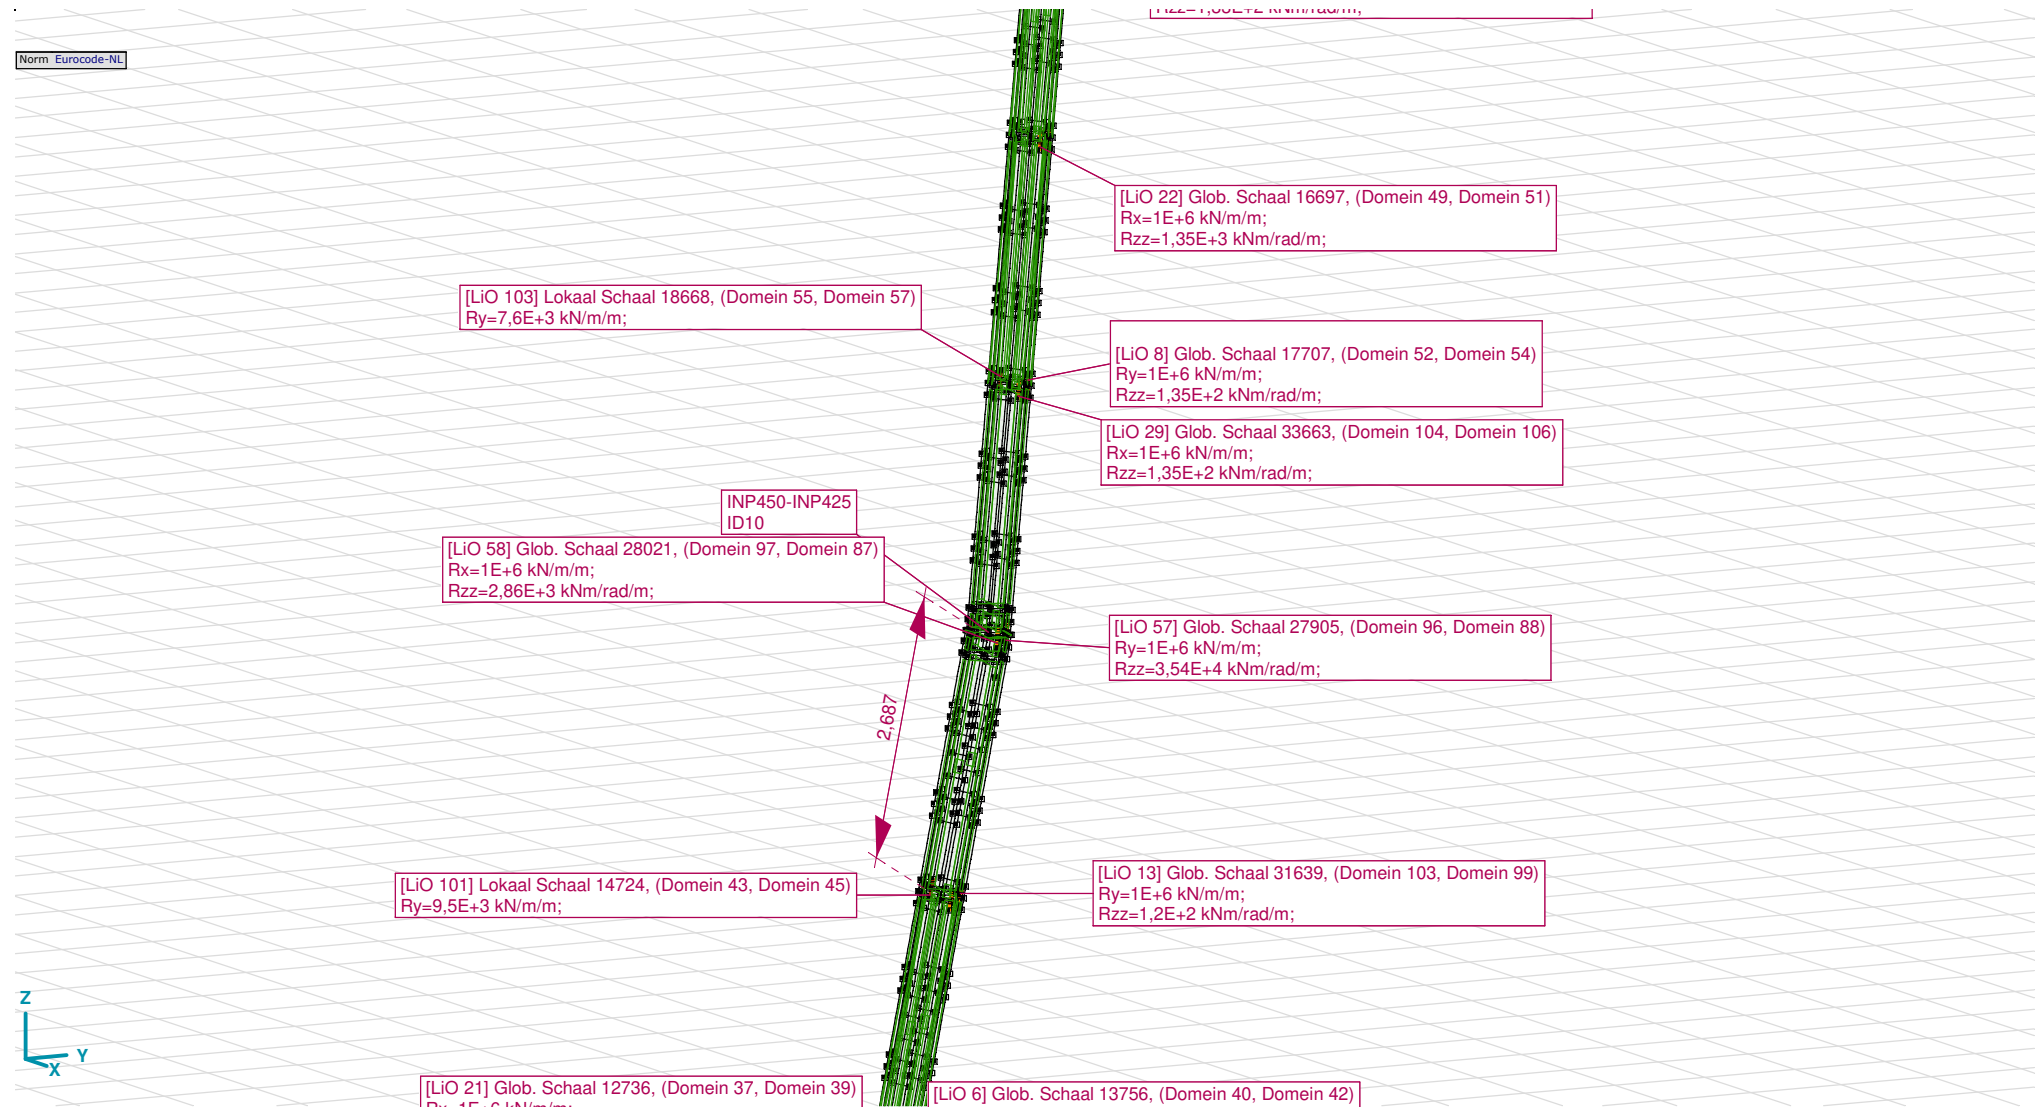 Norm Eurocode-NL
[LiO 22] Glob. Schaal 16697, (Domein 49, Domein 51)
Rx=1E+6 kN/m/m;
Rzz=1,35E+3 kNm/rad/m;
[LiO 103] Lokaal Schaal 18668, (Domein 55, Domein 57)
Ry=7,6E+3 kN/m/m;
[LiO 8] Glob. Schaal 17707, (Domein 52, Domein 54)
Ry=1E+6 kN/m/m;
Rzz=1,35E+2 kNm/rad/m;
[LiO 29] Glob. Schaal 33663, (Domein 104, Domein 106)
Rx=1E+6 kN/m/m;
Rzz=1,35E+2 kNm/rad/m;
INP450-INP425
ID10
[LiO 58] Glob. Schaal 28021, (Domein 97, Domein 87)
Rx=1E+6 kN/m/m;
Rzz=2,86E+3 kNm/rad/m;
[LiO 57] Glob. Schaal 27905, (Domein 96, Domein 88)
Ry=1E+6 kN/m/m;
Rzz=3,54E+4 kNm/rad/m;
2,687
[LiO 101] Lokaal Schaal 14724, (Domein 43, Domein 45)
Ry=9,5E+3 kN/m/m;
[LiO 13] Glob. Schaal 31639, (Domein 103, Domein 99)
Ry=1E+6 kN/m/m;
Rzz=1,2E+2 kNm/rad/m;
Z
Y
X
[LiO 21] Glob. Schaal 12736, (Domein 37, Domein 39)
[LiO 6] Glob. Schaal 13756, (Domein 40, Domein 42)